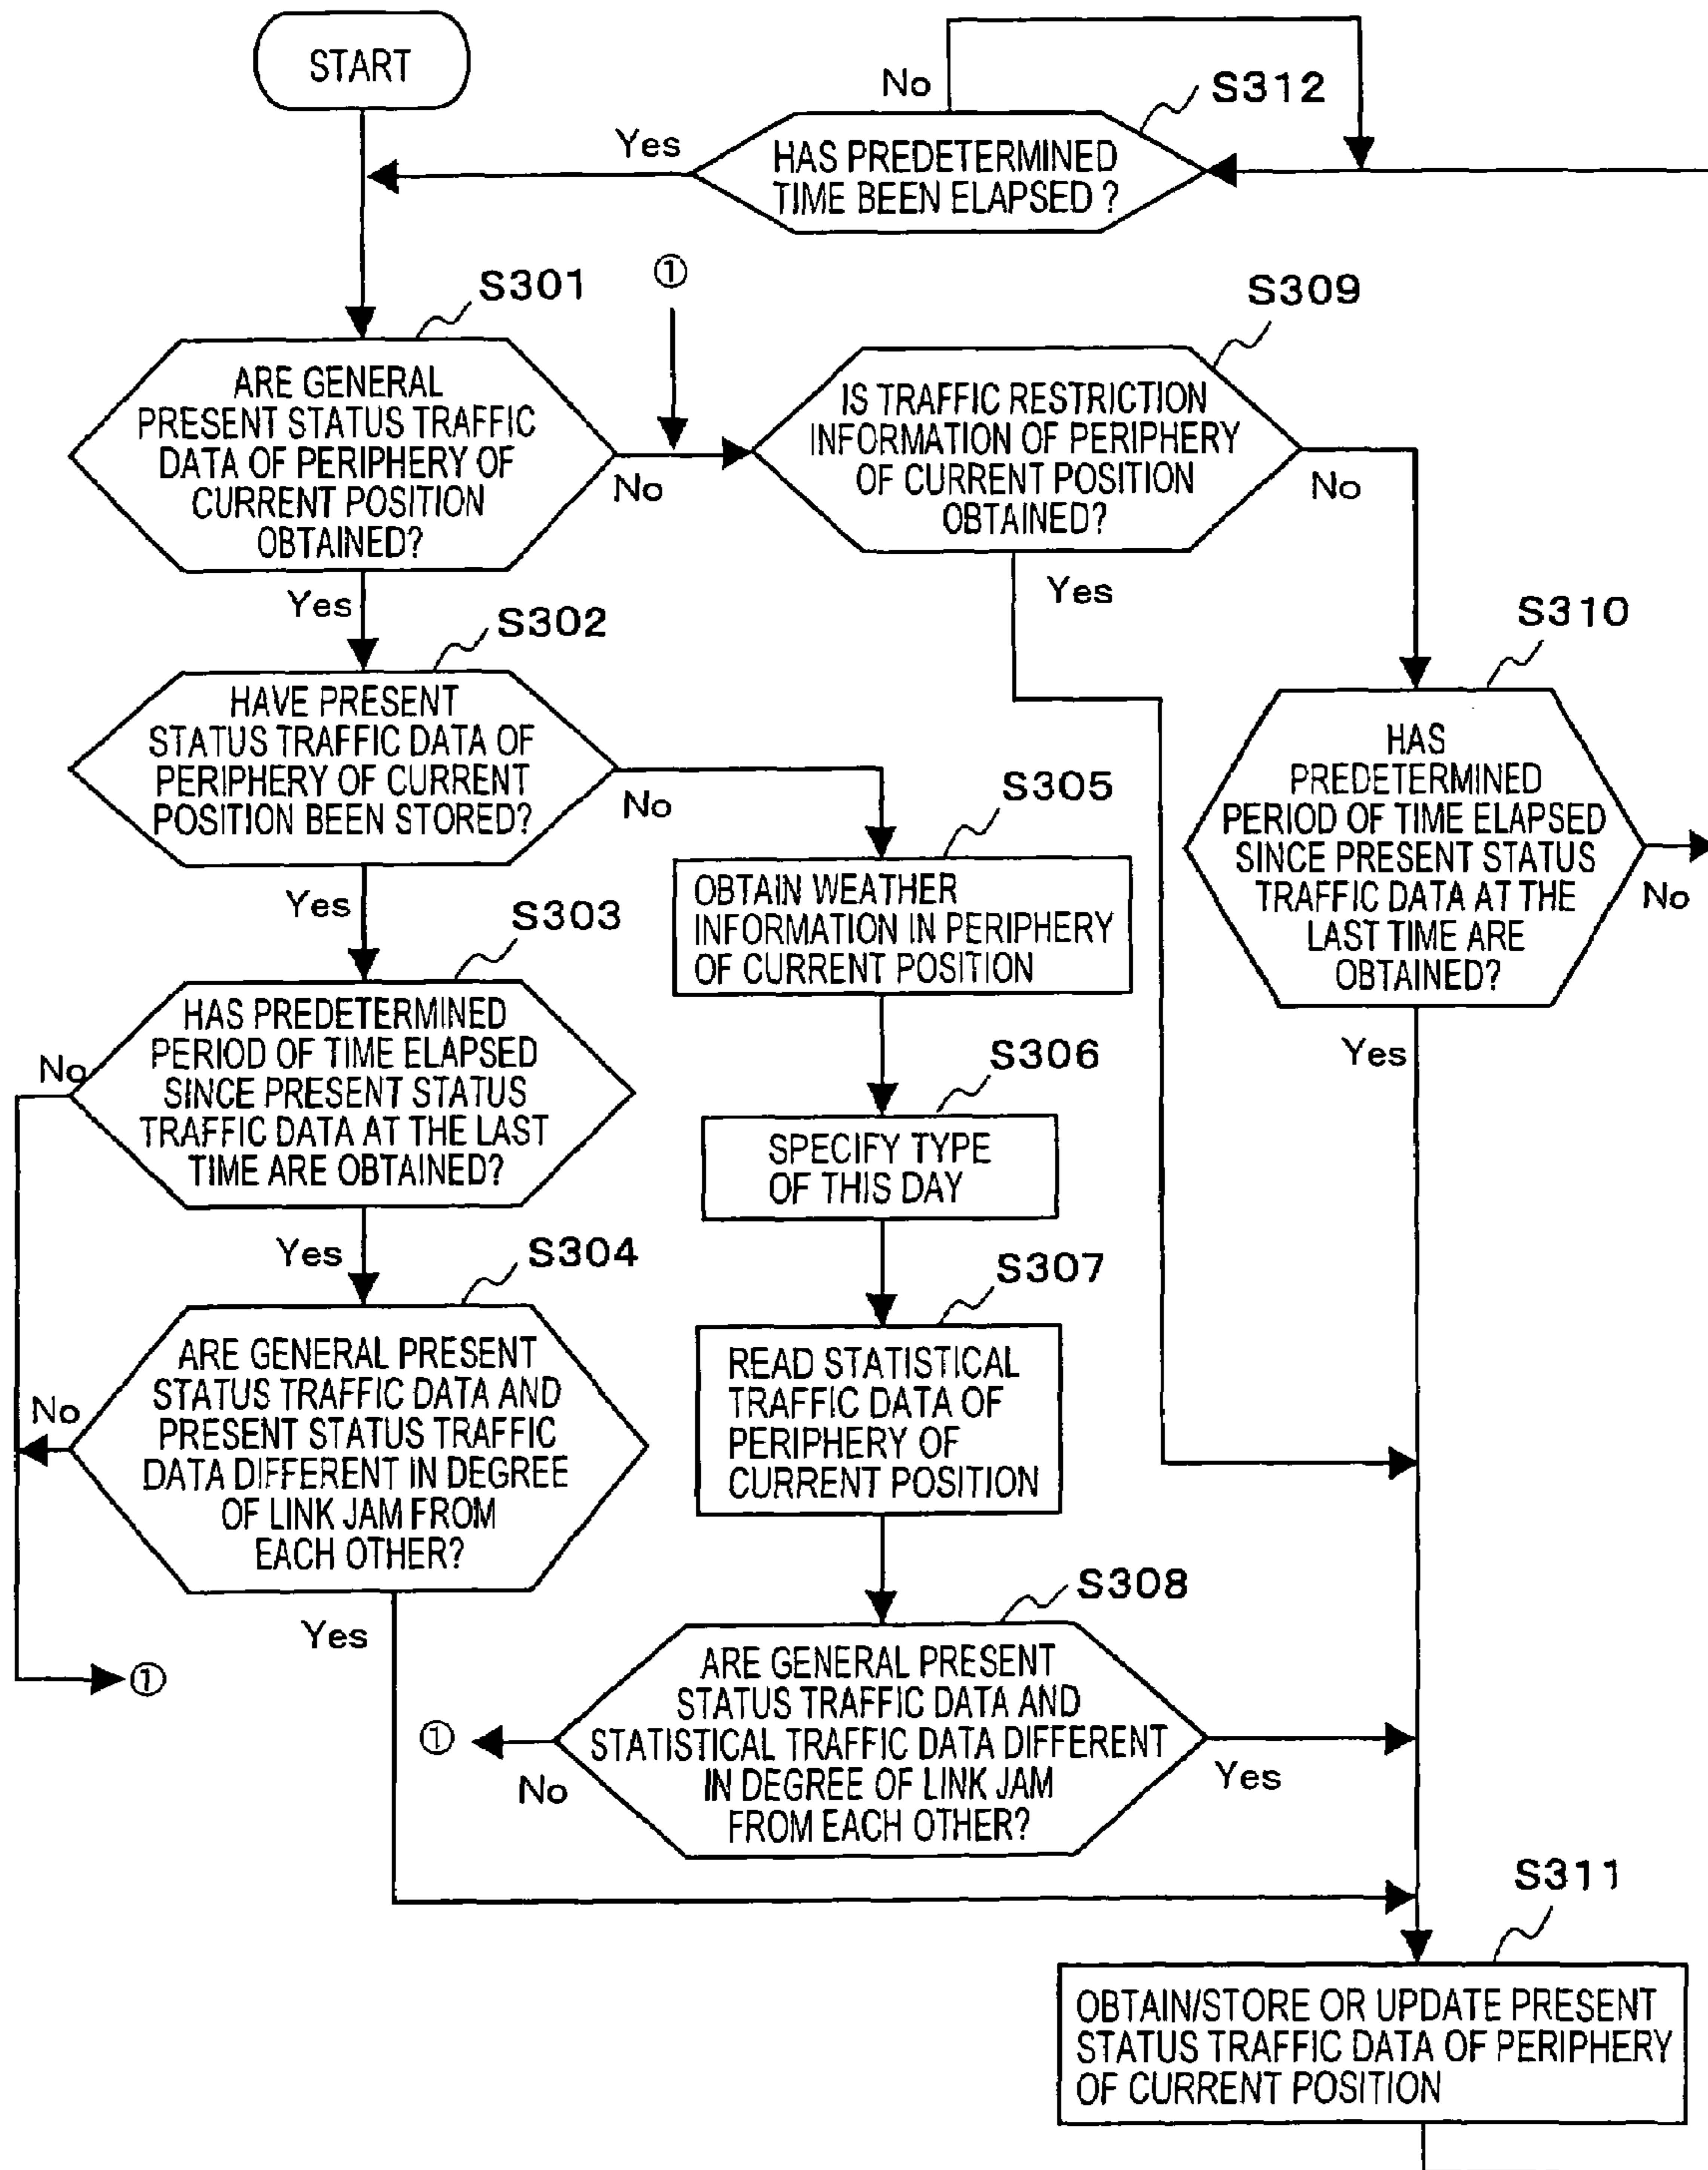 START
No
S312
Yes
HAS PREDETERMINED
TIME BEEN ELAPSED ?
S301
①
S309
ARE GENERAL
PRESENT STATUS TRAFFIC
DATA OF PERIPHERY OF
CURRENT POSITION
OBTAINED?
No
IS TRAFFIC RESTRICTION
INFORMATION OF PERIPHERY
OF CURRENT POSITION
OBTAINED?
No
Yes
Yes
S302
S310
HAVE PRESENT
STATUS TRAFFIC DATA OF
PERIPHERY OF CURRENT
POSITION BEEN STORED?
No
S305
HAS
PREDETERMINED
PERIOD OF TIME ELAPSED
SINCE PRESENT STATUS
TRAFFIC DATA AT THE
LAST TIME ARE
OBTAINED?
No
Yes
Yes
S303
OBTAIN WEATHER
INFORMATION IN PERIPHERY
OF CURRENT POSITION
No
HAS PREDETERMINED
PERIOD OF TIME ELAPSED
SINCE PRESENT STATUS
TRAFFIC DATA AT THE LAST
TIME ARE OBTAINED?
S306
SPECIFY TYPE
OF THIS DAY
Yes
S304
S307
No
ARE GENERAL PRESENT
STATUS TRAFFIC DATA AND
PRESENT STATUS TRAFFIC
DATA DIFFERENT IN DEGREE
OF LINK JAM FROM
EACH OTHER?
READ STATISTICAL
TRAFFIC DATA OF
PERIPHERY OF
CURRENT POSITION
Yes
S308
①
①
No
ARE GENERAL PRESENT
STATUS TRAFFIC DATA AND
STATISTICAL TRAFFIC DATA DIFFERENT
IN DEGREE OF LINK JAM
FROM EACH OTHER?
Yes
S311
OBTAIN/STORE OR UPDATE PRESENT
STATUS TRAFFIC DATA OF PERIPHERY
OF CURRENT POSITION